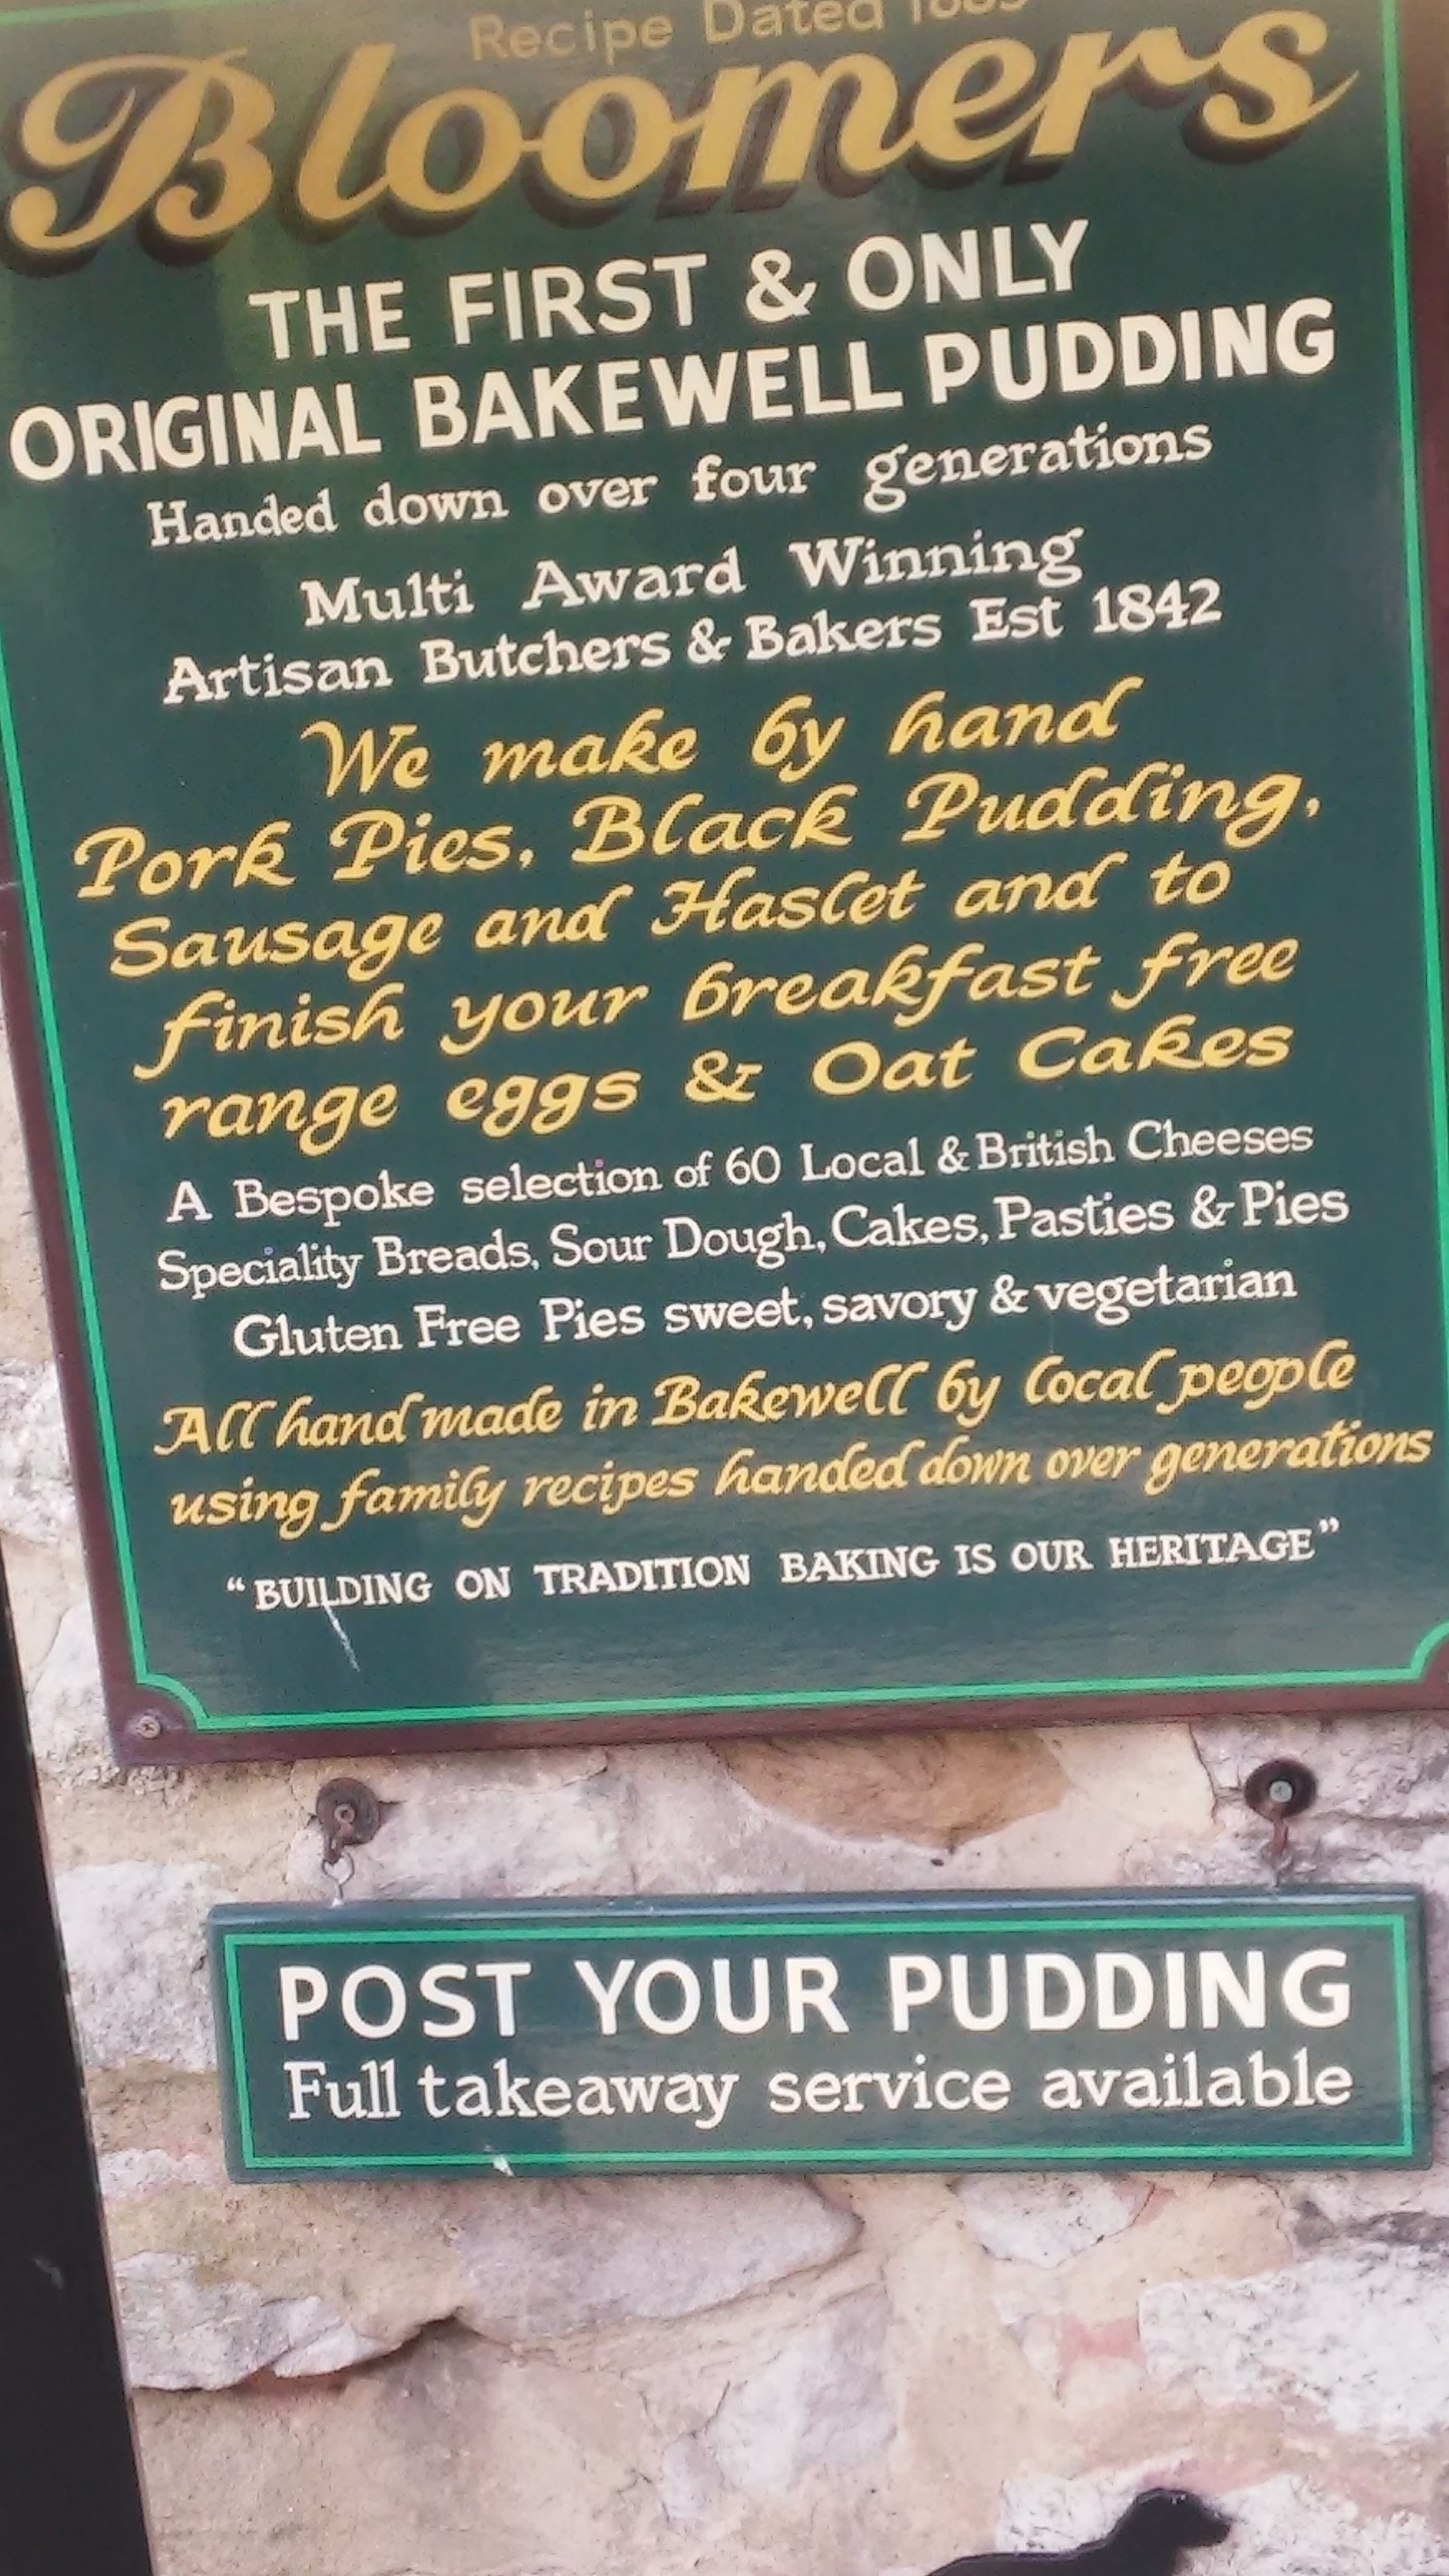 Recipe Dated
Bloomers
THE FIRST & ONLY
ORIGINAL BAKEWELL PUDDING
Handed down over four generations
Multi Award Winning
Artisan Butchers & Bakers Est 1842
We make by hand
Pork Pies, Black Pudding,
Sausage and Haslet and to
finish your breakfast free
range eggs & Oat Cakes
A Bespoke selection of 60 Local & British Cheeses
Speciality Breads, Sour Dough, Cakes, Pasties & Pies
Gluten Free Pies sweet, savory & vegetarian
All hand made in Bakewell by local people
using family recipes handed down over generations
“BUILDING ON TRADITION BAKING IS OUR HERITAGE”
POST YOUR PUDDING
Full takeaway service available